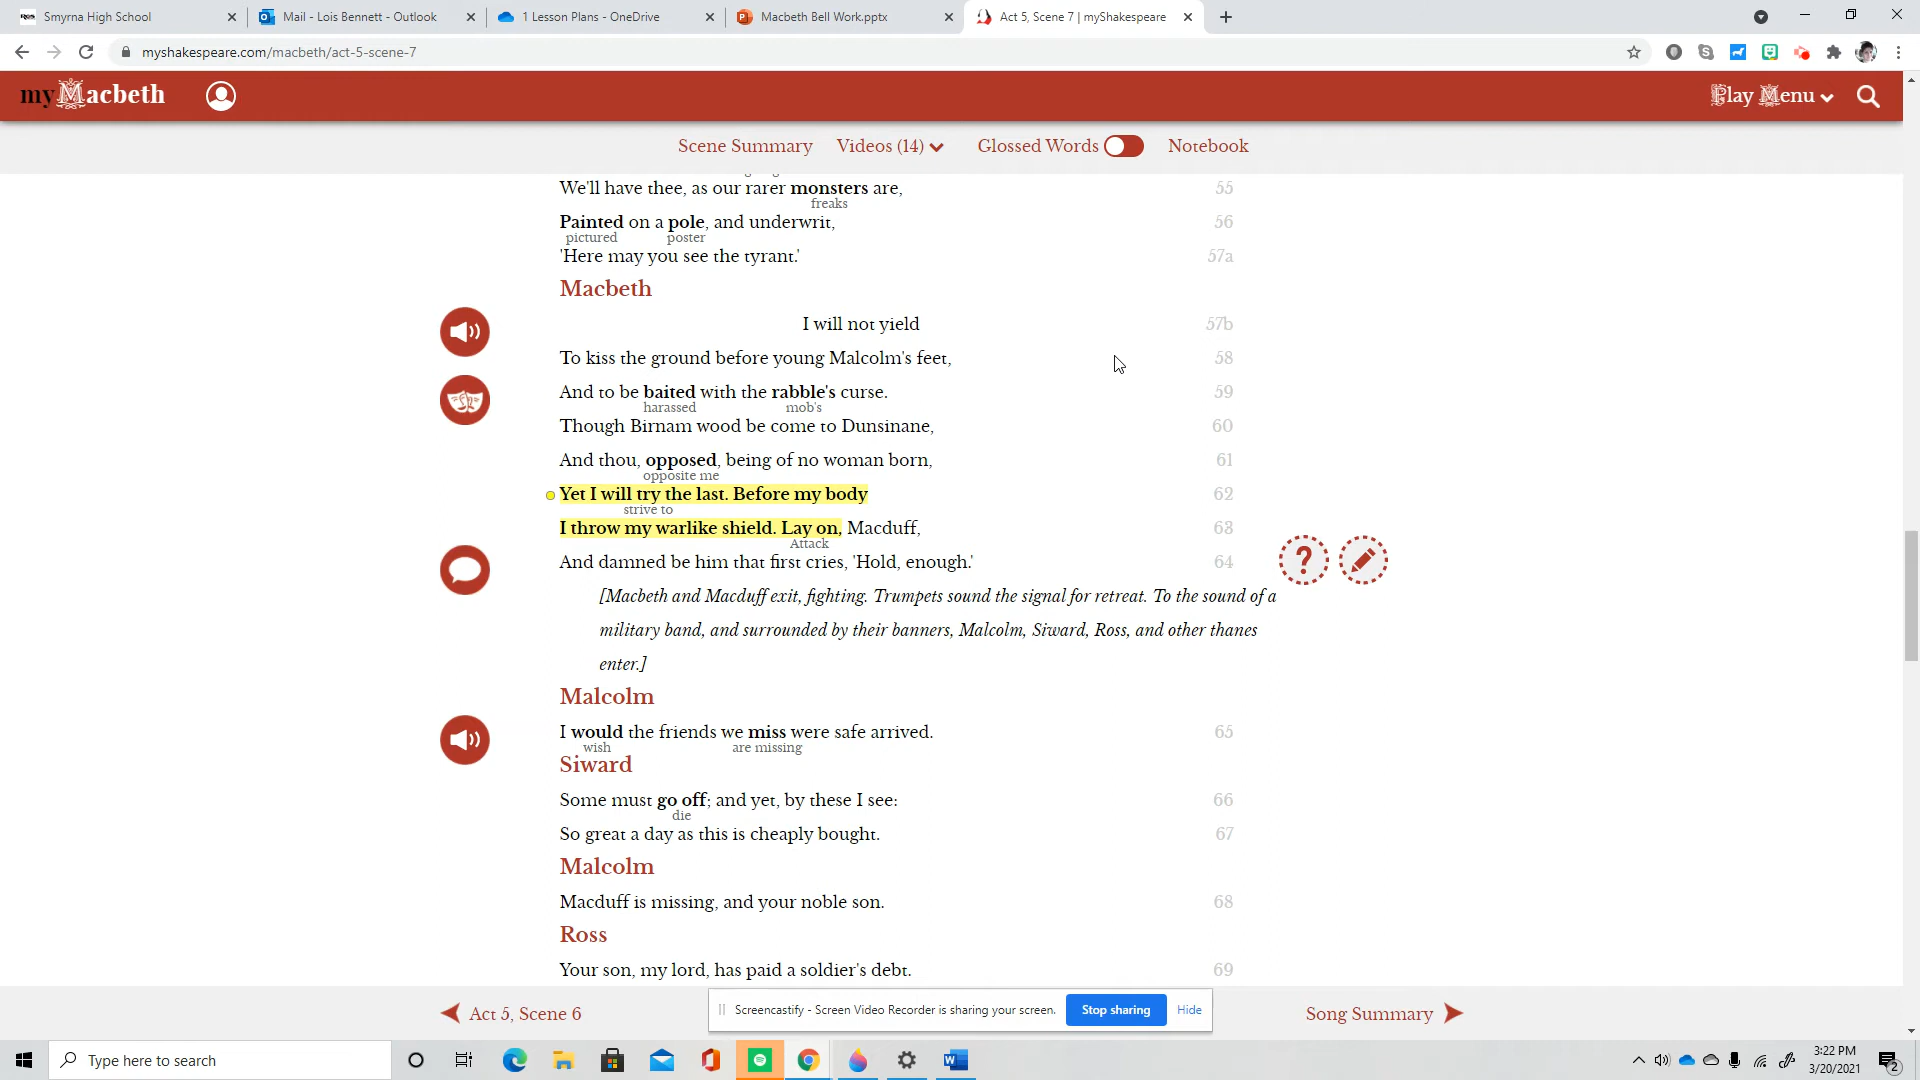 Smyrna High School
Mail - Lois Bennett - Outlook
1 Lesson Plans - OneDrive
Macbeth Bell Work.pptx
Act 5, Scene 7 | myShakespeare
myshakespeare.com/macbeth/act-5-scene-7
myMacbeth
Play Menu
Scene Summary
Videos (14)
Glossed Words
Notebook
We'll have thee, as our rarer monsters are, 55
freaks
Painted on a pole, and underwrit, 56
pictured poster
'Here may you see the tyrant.' 57a
Macbeth
I will not yield 57b
To kiss the ground before young Malcolm's feet, 58
And to be baited with the rabble's curse. 59
harassed mob's
Though Birnam wood be come to Dunsinane, 60
And thou, opposed, being of no woman born, 61
opposite me
Yet I will try the last. Before my body 62
strive to
I throw my warlike shield. Lay on, Macduff, 63
Attack
And damned be him that first cries, 'Hold, enough.' 64
?
[Macbeth and Macduff exit, fighting. Trumpets sound the signal for retreat. To the sound of a
military band, and surrounded by their banners, Malcolm, Siward, Ross, and other thanes
enter.]
Malcolm
I would the friends we miss were safe arrived. 65
wish are missing
Siward
Some must go off; and yet, by these I see: 66
die
So great a day as this is cheaply bought. 67
Malcolm
Macduff is missing, and your noble son. 68
Ross
Your son, my lord, has paid a soldier's debt. 69
Act 5, Scene 6
Screencastify - Screen Video Recorder is sharing your screen.
Stop sharing
Hide
Song Summary
Type here to search
3:22 PM
3/20/2021
2